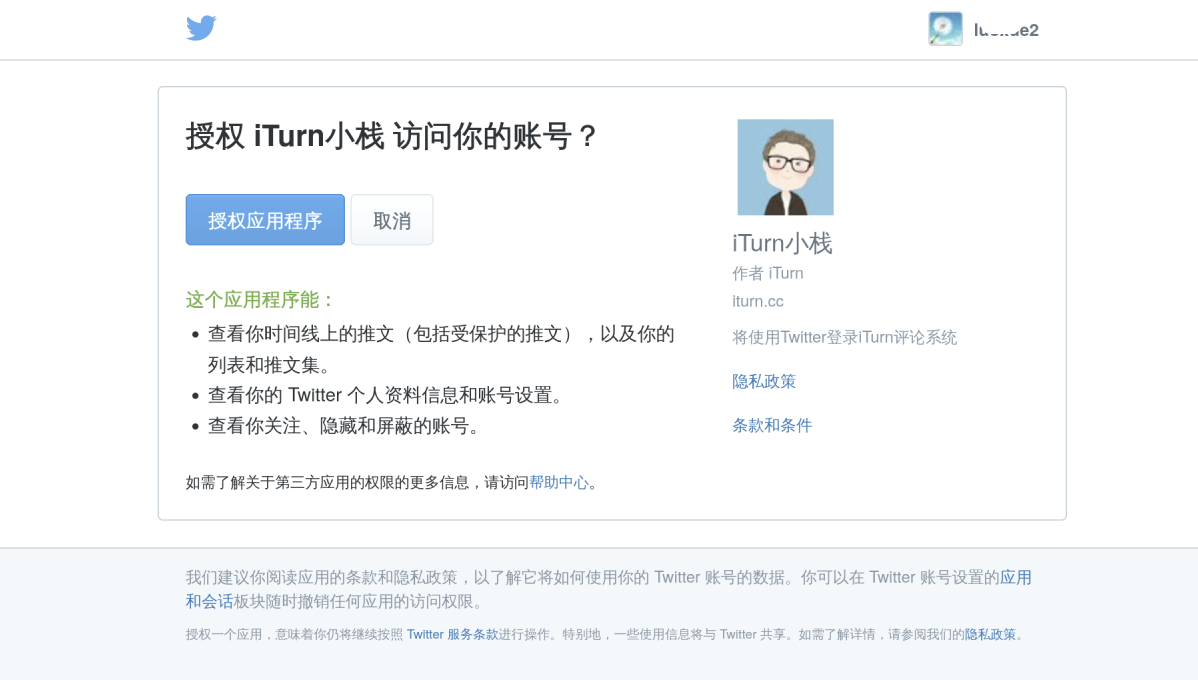 授权 iTurn小栈 访问你的账号？
授权应用程序
取消
这个应用程序能：
查看你时间线上的推文（包括受保护的推文），以及你的
列表和推文集。
查看你的 Twitter 个人资料信息和账号设置。
查看你关注、隐藏和屏蔽的账号。
如需了解关于第三方应用的权限的更多信息，请访问帮助中心。
iTurn小栈
作者 iTurn
iturn.cc
将使用Twitter登录iTurn评论系统
隐私政策
条款和条件
我们建议你阅读应用的条款和隐私政策，以了解它将如何使用你的 Twitter 账号的数据。你可以在 Twitter 账号设置的应用
和会话板块随时撤销任何应用的访问权限。
授权一个应用，意味着你仍将继续按照 Twitter 服务条款进行操作。特别地，一些使用信息将与 Twitter 共享。如需了解详情，请参阅我们的隐私政策。